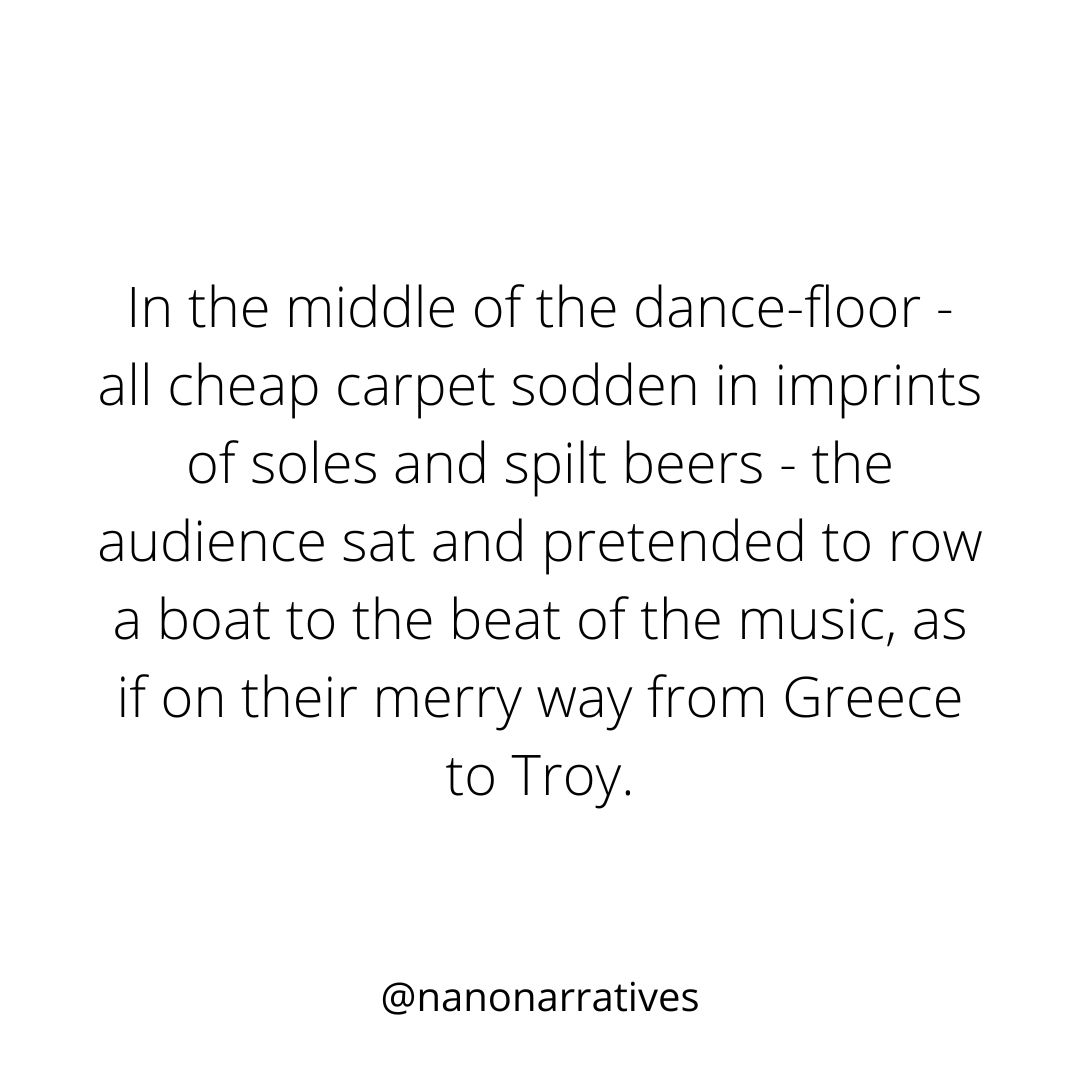 In the middle of the dance-floor -
all cheap carpet sodden in imprints
of soles and spilt beers - the
audience sat and pretended to row
a boat to the beat of the music, as
if on their merry way from Greece
to Troy.
@nanonarratives